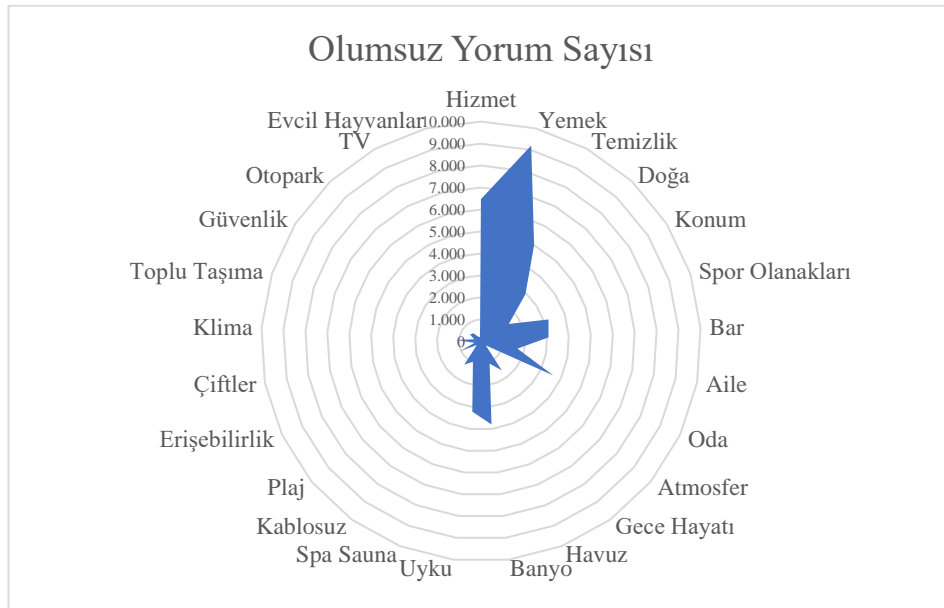 Olumsuz Yorum Sayısı
Hizmet
Yemek
Temizlik
Doğa
Konum
Spor Olanakları
Bar
Aile
Oda
Atmosfer
Gece Hayatı
Havuz
Banyo
Uyku
Spa Sauna
Kablosuz
Plaj
Erişebilirlik
Çiftler
Klima
Toplu Taşıma
Güvenlik
Otopark
TV
Evcil Hayvanlar
10.000
9.000
8.000
7.000
6.000
5.000
4.000
3.000
2.000
1.000
0